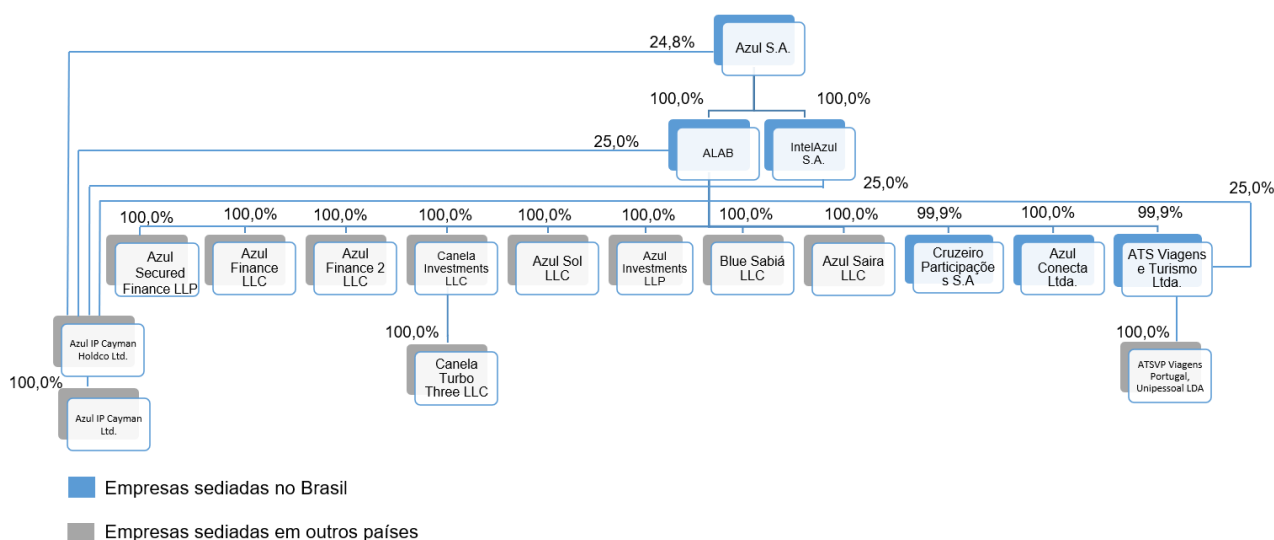 24,8%
Azul S.A.
100,0%
100,0%
25,0%
ALAB
IntelAzul
S.A.
25,0%
25,0%
100,0%
100,0%
100,0%
100,0%
100,0%
100,0%
100,0%
100,0%
99,9%
100,0%
99,9%
Azul
Secured
Finance LLP
Azul
Finance
LLC
Azul
Finance 2
LLC
Canela
Investments
LLC
Azul Sol
LLC
Azul
Investments
LLP
Blue Sabiá
LLC
Azul Saira
LLC
Cruzeiro
Participaçõe
s S.A
Azul
Conecta
Ltda.
ATS Viagens
e Turismo
Ltda.
Azul IP Cayman
Holdco Ltd.
100,0%
Canela
Turbo
Three LLC
100,0%
ATSVP Viagens
Portugal,
Unipessoal LDA
100,0%
Azul IP Cayman
Ltd.
Empresas sediadas no Brasil
Empresas sediadas em outros países